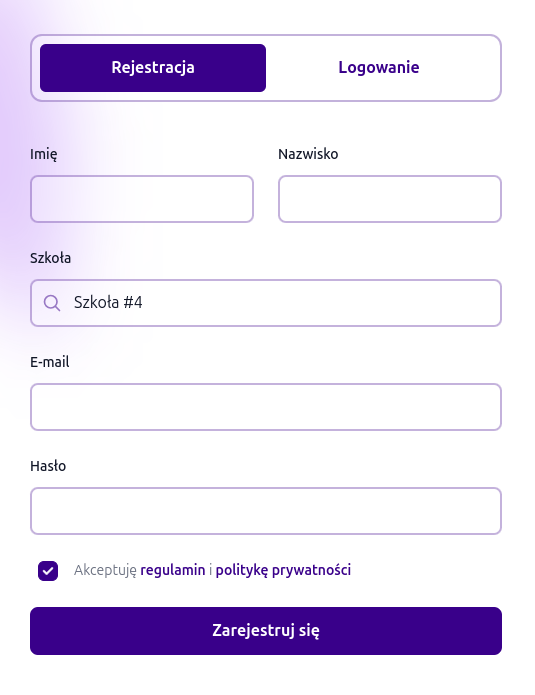 Rejestracja Logowanie
Imię Nazwisko
Szkoła
Szkoła #4
E-mail
Hasło
Akceptuję regulamin i politykę prywatności
Zarejestruj się